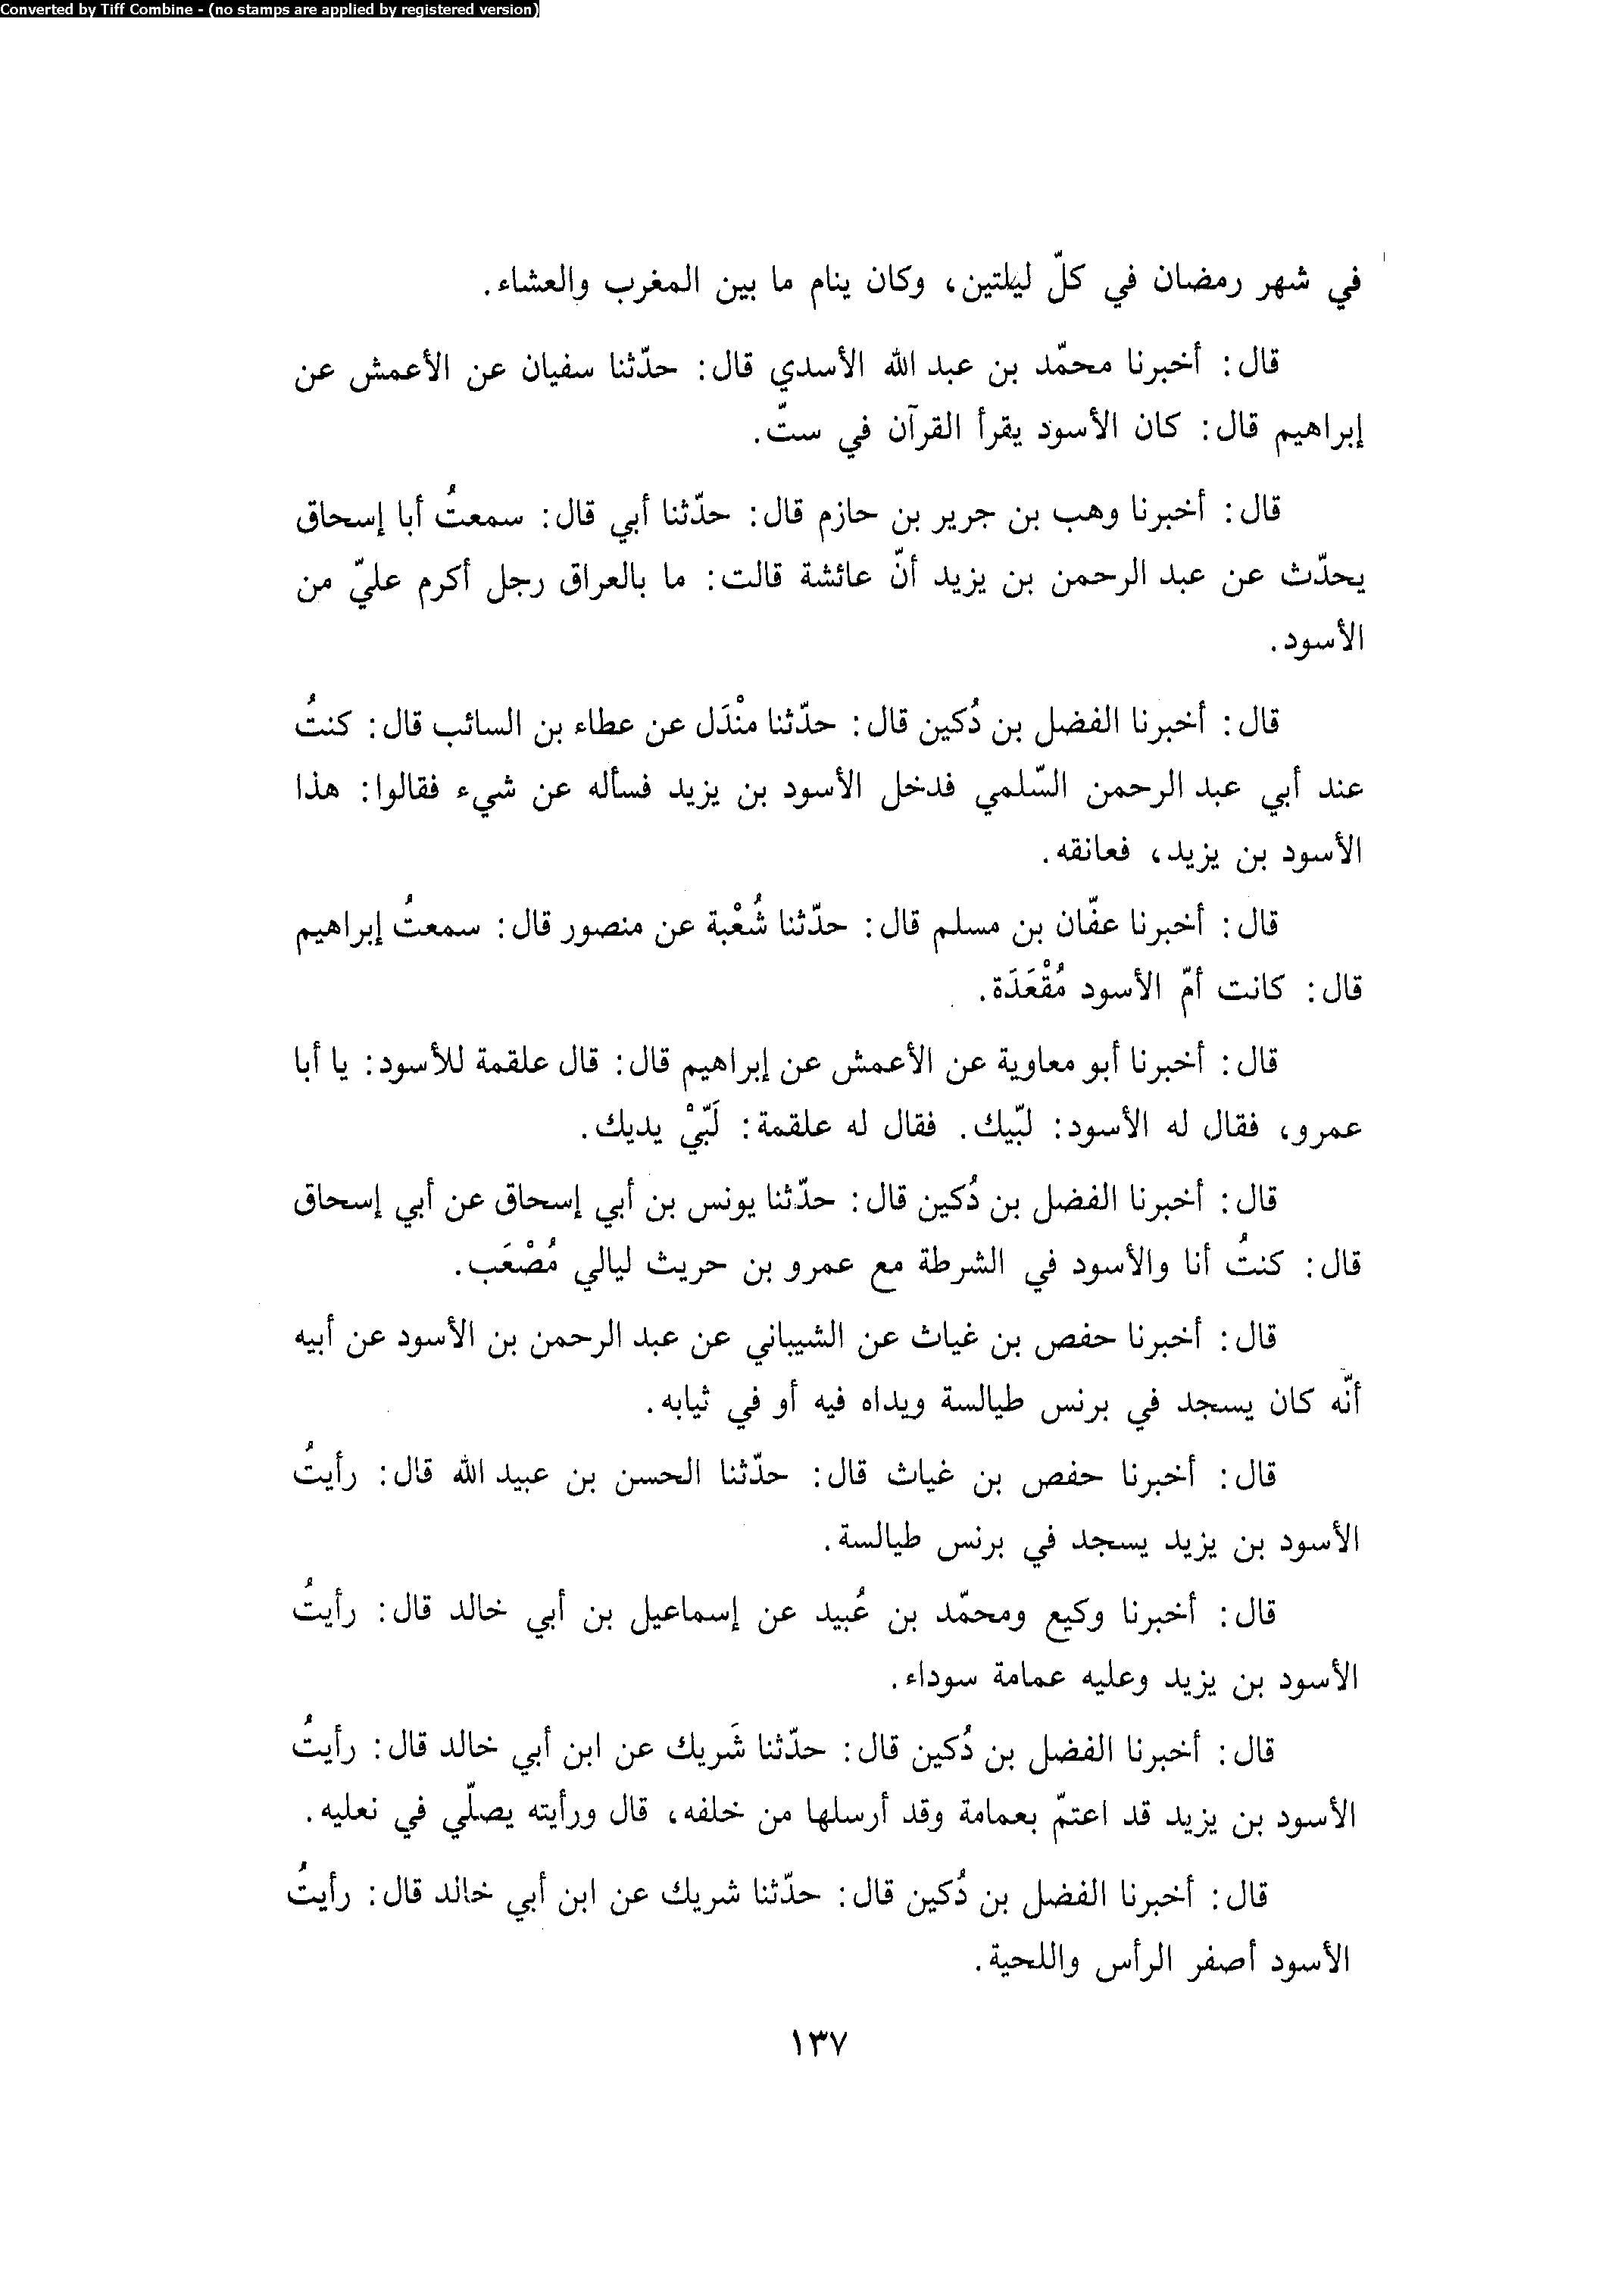 Converted by Tiff Combine - (no stamps are applied by registered version)
في شهر رمضان في كلّ ليلتين، وكان ينام ما بين المغرب والعشاء.
قال: أخبرنا محمّد بن عبد الله الأسدي قال: حدّثنا سفيان عن الأعمش عن
إبراهيم قال: كان الأسود يقرأ القرآن في ستّ.
قال: أخبرنا وهب بن جرير بن حازم قال: حدّثنا أبي قال: سمعتُ أبا إسحاق
يحدّث عن عبد الرحمن بن يزيد أنّ عائشة قالت: ما بالعراق رجل أكرم عليّ من
الأسود.
قال: أخبرنا الفضل بن دُكين قال: حدّثنا منْدَل عن عطاء بن السائب قال: كنتُ
عند أبي عبد الرحمن السّلمي فدخل الأسود بن يزيد فسأله عن شيء فقالوا: هذا
الأسود بن يزيد، فعانقه.
قال: أخبرنا عفّان بن مسلم قال: حدّثنا شُعْبة عن منصور قال: سمعتُ إبراهيم
قال: كانت أمّ الأسود مُقْعَدَة.
قال: أخبرنا أبو معاوية عن الأعمش عن إبراهيم قال: قال علقمة للأسود: يا أبا
عمرو، فقال له الأسود: لبّيك. فقال له علقمة: لَبّيْ يديك.
قال: أخبرنا الفضل بن دُكين قال: حدّثنا يونس بن أبي إسحاق عن أبي إسحاق
قال: كنتُ أنا والأسود في الشرطة مع عمرو بن حريث ليالي مُصْعَب.
قال: أخبرنا حفص بن غياث عن الشيباني عن عبد الرحمن بن الأسود عن أبيه
أنّه كان يسجد في برنس طيالسة ويداه فيه أو في ثيابه.
قال: أخبرنا حفص بن غياث قال: حدّثنا الحسن بن عبيد الله قال: رأيتُ
الأسود بن يزيد يسجد في برنس طيالسة.
قال: أخبرنا وكيع ومحمّد بن عُبيد عن إسماعيل بن أبي خالد قال: رأيتُ
الأسود بن يزيد وعليه عمامة سوداء.
قال: أخبرنا الفضل بن دُكين قال: حدّثنا شَريك عن ابن أبي خالد قال: رأيتُ
الأسود بن يزيد قد اعتمّ بعمامة وقد أرسلها من خلفه، قال ورأيته يصلّي في نعليه.
قال: أخبرنا الفضل بن دُكين قال: حدّثنا شريك عن ابن أبي خالد قال: رأيتُ
الأسود أصفر الرأس واللحية.
١٣٧